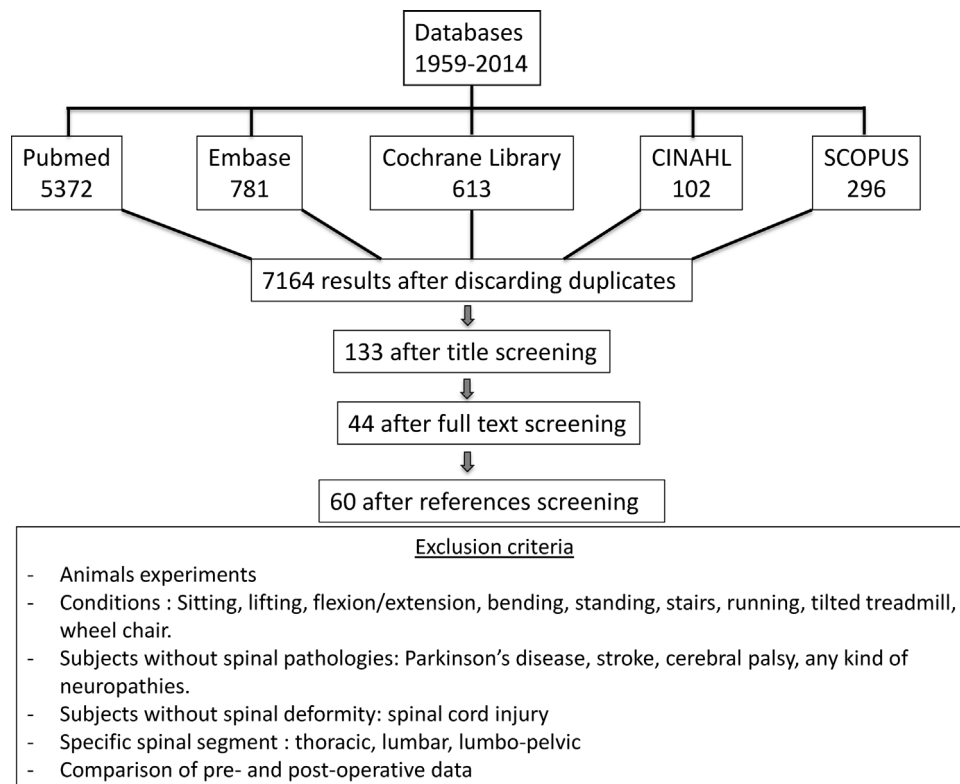 Databases
1959-2014
Pubmed
5372
Embase
781
Cochrane Library
613
CINAHL
102
SCOPUS
296
7164 results after discarding duplicates
133 after title screening
44 after full text screening
60 after references screening
Exclusion criteria
- Animals experiments
- Conditions : Sitting, lifting, flexion/extension, bending, standing, stairs, running, tilted treadmill,
wheel chair.
- Subjects without spinal pathologies: Parkinson's disease, stroke, cerebral palsy, any kind of
neuropathies.
- Subjects without spinal deformity: spinal cord injury
- Specific spinal segment : thoracic, lumbar, lumbo-pelvic
- Comparison of pre- and post-operative data